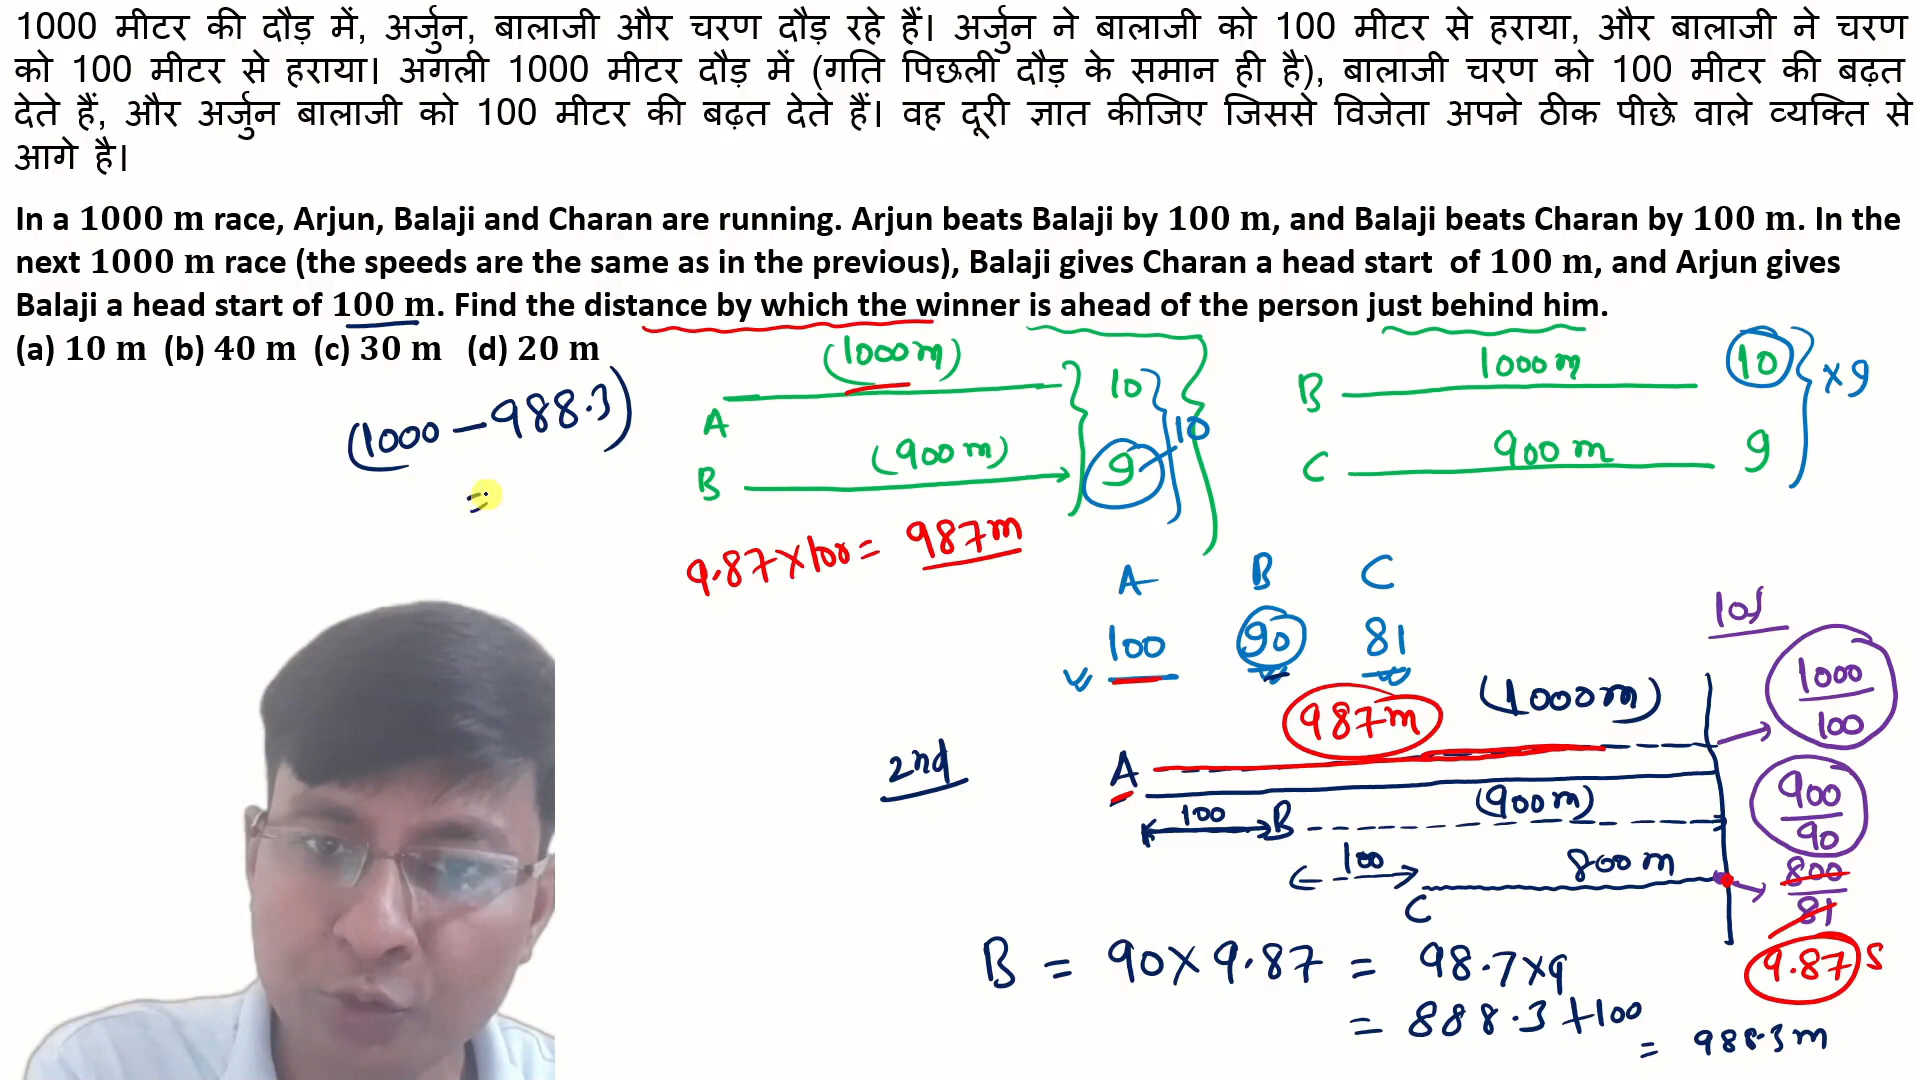 1000 मीटर की दौड़ में, अर्जुन, बालाजी और चरण दौड़ रहे हैं। अर्जुन ने बालाजी को 100 मीटर से हराया, और बालाजी ने चरण
को 100 मीटर से हराया। अगली 1000 मीटर दौड़ में (गति पिछली दौड़ के समान ही है), बालाजी चरण को 100 मीटर की बढ़त
देते हैं, और अर्जुन बालाजी को 100 मीटर की बढ़त देते हैं। वह दूरी ज्ञात कीजिए जिससे विजेता अपने ठीक पीछे वाले व्यक्ति से
आगे है।
In a 1000 m race, Arjun, Balaji and Charan are running. Arjun beats Balaji by 100 m, and Balaji beats Charan by 100 m. In the
next 1000 m race (the speeds are the same as in the previous), Balaji gives Charan a head start of 100 m, and Arjun gives
Balaji a head start of 100 m. Find the distance by which the winner is ahead of the person just behind him.
(a) 10 m (b) 40 m (c) 30 m (d) 20 m
(1000 - 988.3)
=
(1000m)
A
10
B (900m)
9
10
B 1000m 10
× 9
C 900m 9
9.87×100 = 987m
A B C
100 90 81
2nd
987m
(1000m)
A
100 B (900m)
100 800m
C
10s
1000
100
900
90
800
81
9.87 s
B = 90×9.87 = 98.7×9
= 888.3+100
= 988.3m